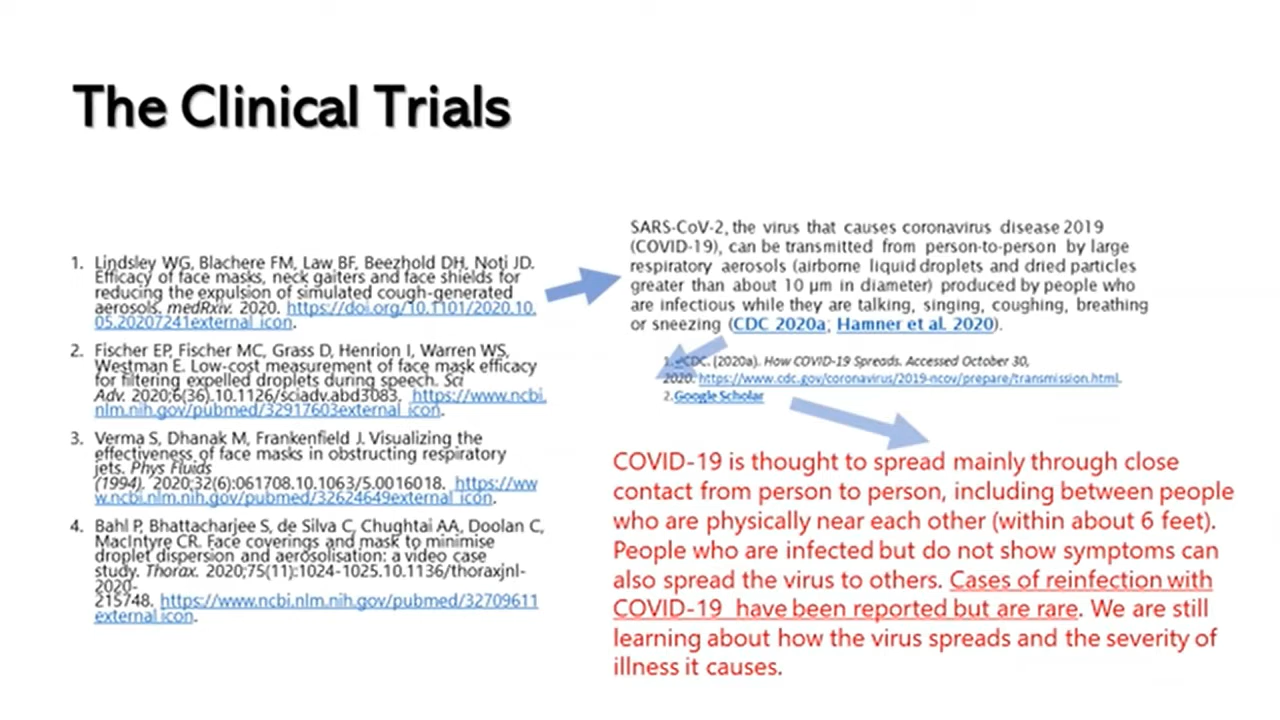 The Clinical Trials
1. Lindsley WG, Blachere FM, Law BF, Beezhold DH, Noti JD.
Efficacy of face masks, neck gaiters and face shields for
reducing the expulsion of simulated cough-generated
aerosols. medRxiv. 2020. https://doi.org/10.1101/2020.10.
05.20207241external icon.
2. Fischer EP, Fischer MC, Grass D, Henrion I, Warren WS,
Westman E. Low-cost measurement of face mask efficacy
for filtering expelled droplets during speech. Sci
Adv. 2020;6(36).10.1126/sciadv.abd3083. https://www.ncbi.
nlm.nih.gov/pubmed/32917603external icon.
3. Verma S, Dhanak M, Frankenfield J. Visualizing the
effectiveness of face masks in obstructing respiratory
jets. Phys Fluids
(1994). 2020;32(6):061708.10.1063/5.0016018. https://ww
w.ncbi.nlm.nih.gov/pubmed/32624649external icon.
4. Bahl P, Bhattacharjee S, de Silva C, Chughtai AA, Doolan C,
MacIntyre CR. Face coverings and mask to minimise
droplet dispersion and aerosolisation: a video case
study. Thorax. 2020;75(11):1024-1025.10.1136/thoraxjnl-
2020-
215748. https://www.ncbi.nlm.nih.gov/pubmed/32709611
external icon.
SARS-CoV-2, the virus that causes coronavirus disease 2019
(COVID-19), can be transmitted from person-to-person by large
respiratory aerosols (airborne liquid droplets and dried particles
greater than about 10 µm in diameter) produced by people who
are infectious while they are talking, singing, coughing, breathing
or sneezing (CDC 2020a; Hamner et al. 2020).
1. CDC. (2020a). How COVID-19 Spreads. Accessed October 30,
2020. https://www.cdc.gov/coronavirus/2019-ncov/prepare/transmission.html.
2. Google Scholar
COVID-19 is thought to spread mainly through close
contact from person to person, including between people
who are physically near each other (within about 6 feet).
People who are infected but do not show symptoms can
also spread the virus to others. Cases of reinfection with
COVID-19 have been reported but are rare. We are still
learning about how the virus spreads and the severity of
illness it causes.